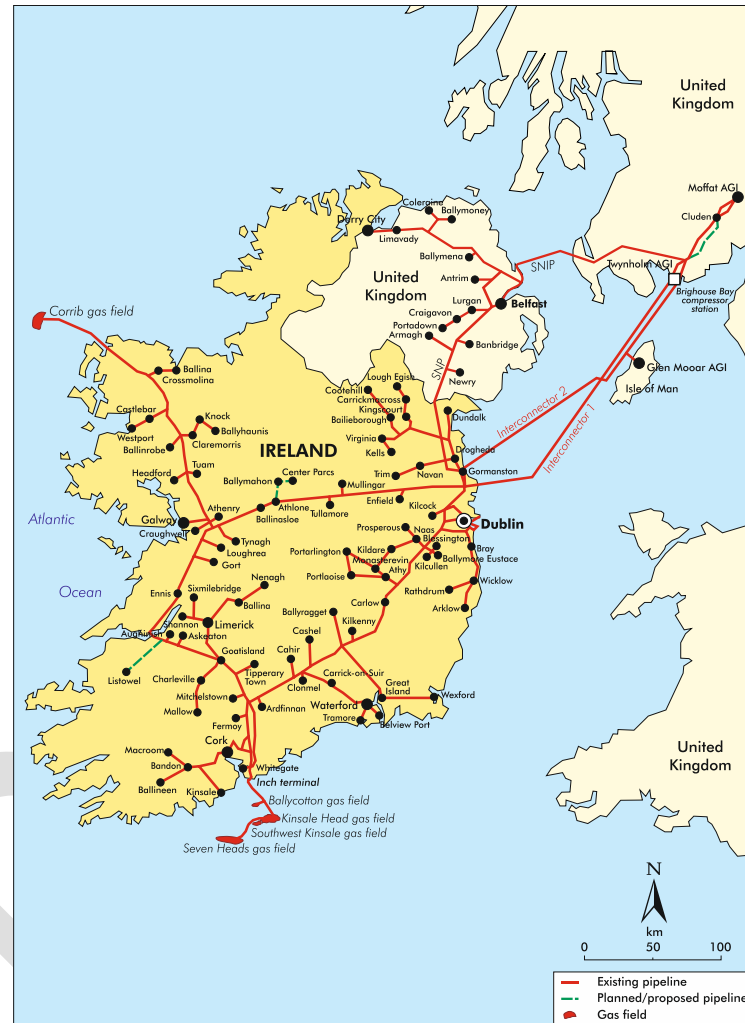 United
Kingdom
Moffat AGI
Cluden
Coleraine
Ballymoney
Derry City
Limavady
Ballymena
SNIP
Twynholm AGI
Brighouse Bay
compressor
station
United
Kingdom
Antrim
Lurgan
Belfast
Craigavon
Portadown
Armagh
Banbridge
Corrib gas field
SNP
Newry
Glen Mooar AGI
Isle of Man
Ballina
Crossmolina
Lough Egish
Cootehill
Carrickmacross
Kingscourt
Bailieborough
Dundalk
Interconnector 2
Interconnector 1
Castlebar
Knock
Westport
Ballyhaunis
Claremorris
Ballinrobe
Virginia
Kells
IRELAND
Drogheda
Tuam
Headford
Ballymahon
Center Parcs
Mullingar
Trim
Navan
Gormanston
Athenry
Athlone
Ballinasloe
Tullamore
Enfield
Kilcock
Atlantic
Galway
Craughwell
Dublin
Prosperous
Naas
Blessington
Tynagh
Loughrea
Gort
Portarlington
Kildare
Monasterevin
Athy
Kilcullen
Ballymore Eustace
Bray
Portlaoise
Wicklow
Rathdrum
Arklow
Ocean
Ennis
Sixmilebridge
Nenagh
Ballina
Ballyragget
Carlow
Shannon
Limerick
Aughinish
Askeaton
Kilkenny
Cashel
Goatisland
Cahir
Listowel
Charleville
Tipperary
Town
Clonmel
Carrick-on-Suir
Great
Island
Wexford
Mitchelstown
Mallow
Ardfinnan
Waterford
Tramore
Belview Port
Fermoy
Cork
Macroom
Bandon
Whitegate
Inch terminal
Ballineen
Kinsale
Ballycotton gas field
Kinsale Head gas field
Southwest Kinsale gas field
Seven Heads gas field
United
Kingdom
N
km
0 50 100
Existing pipeline
Planned/proposed pipeline
Gas field